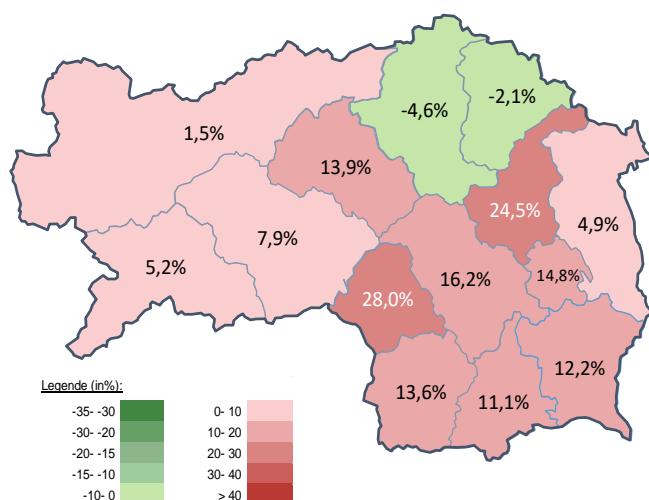 -4,6%
-2,1%
1,5%
13,9%
24,5%
4,9%
7,9%
5,2%
14,8%
16,2%
28,0%
12,2%
13,6%
11,1%
Legende (in%):
-35- -30 0- 10
-30- -20 10- 20
-20- -15 20- 30
-15- -10 30- 40
-10- 0 > 40